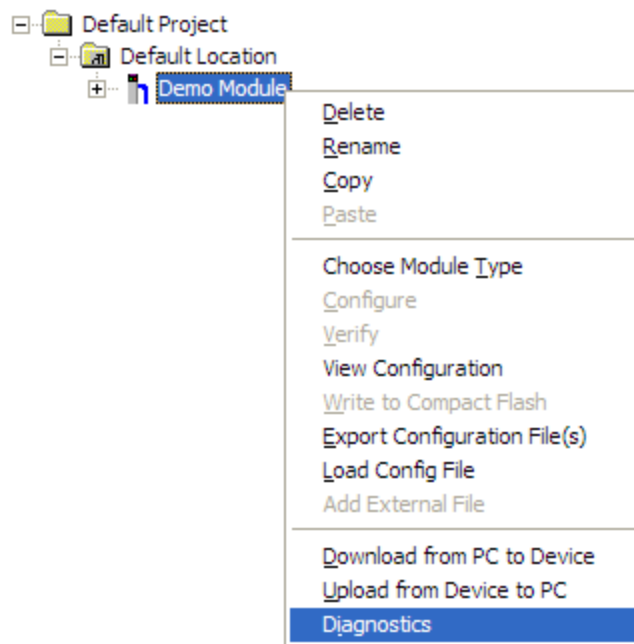 Default Project
Default Location
Demo Module
Delete
Rename
Copy
Paste
Choose Module Type
Configure
Verify
View Configuration
Write to Compact Flash
Export Configuration File(s)
Load Config File
Add External File
Download from PC to Device
Upload from Device to PC
Diagnostics